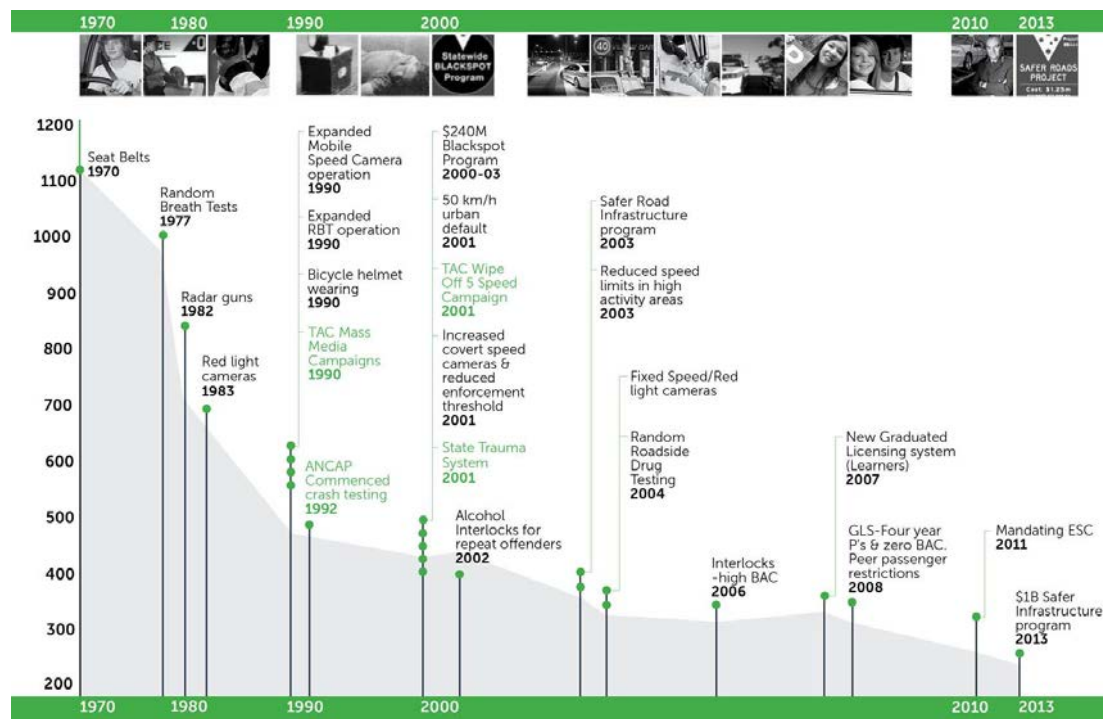 1970 1980 1990 2000 2010 2013
Statewide
BLACKSPOT
Program
40
SAFER ROADS
PROJECT
Cost: $1.25m
1200
1100
1000
900
800
700
600
500
400
300
200
Seat Belts
1970
Random
Breath Tests
1977
Radar guns
1982
Red light
cameras
1983
Expanded
Mobile
Speed Camera
operation
1990
Expanded
RBT operation
1990
Bicycle helmet
wearing
1990
TAC Mass
Media
Campaigns
1990
ANCAP
Commenced
crash testing
1992
$240M
Blackspot
Program
2000-03
50 km/h
urban
default
2001
TAC Wipe
Off 5 Speed
Campaign
2001
Increased
covert speed
cameras &
reduced
enforcement
threshold
2001
State Trauma
System
2001
Alcohol
Interlocks for
repeat offenders
2002
Safer Road
Infrastructure
program
2003
Reduced speed
limits in high
activity areas
2003
Fixed Speed/Red
light cameras
Random
Roadside
Drug
Testing
2004
Interlocks
-high BAC
2006
New Graduated
Licensing system
(Learners)
2007
GLS-Four year
P's & zero BAC.
Peer passenger
restrictions
2008
Mandating ESC
2011
$1B Safer
Infrastructure
program
2013
1970 1980 1990 2000 2010 2013